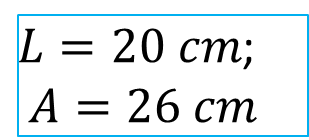 L = 20 cm;
A = 26 cm